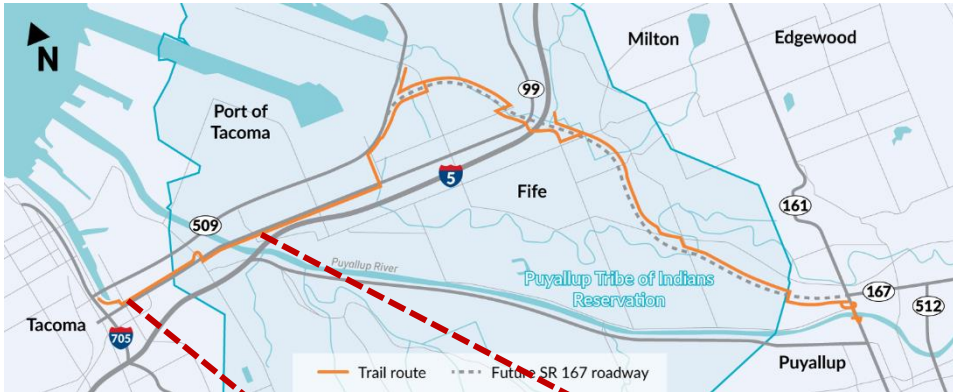 N
Port of
Tacoma
Milton
Edgewood
99
5
Fife
161
509
Puyallup River
Puyallup Tribe of Indians
Reservation
167
512
Tacoma
705
Puyallup
Trail route
Future SR 167 roadway